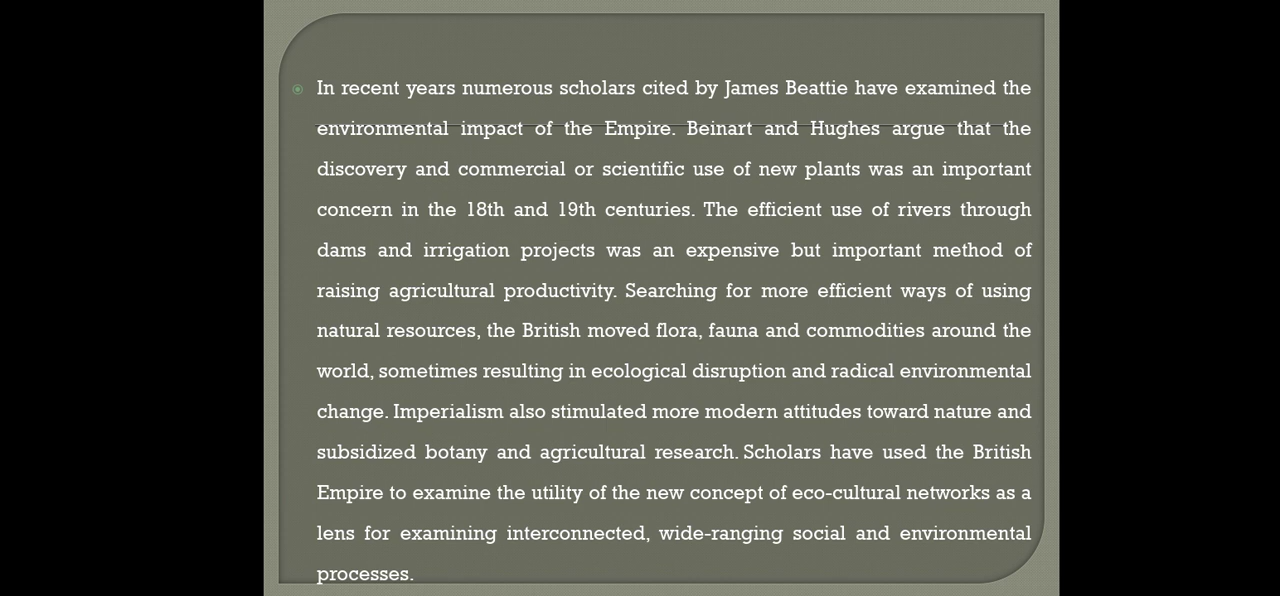 In recent years numerous scholars cited by James Beattie have examined the
environmental impact of the Empire. Beinart and Hughes argue that the
discovery and commercial or scientific use of new plants was an important
concern in the 18th and 19th centuries. The efficient use of rivers through
dams and irrigation projects was an expensive but important method of
raising agricultural productivity. Searching for more efficient ways of using
natural resources, the British moved flora, fauna and commodities around the
world, sometimes resulting in ecological disruption and radical environmental
change. Imperialism also stimulated more modern attitudes toward nature and
subsidized botany and agricultural research. Scholars have used the British
Empire to examine the utility of the new concept of eco-cultural networks as a
lens for examining interconnected, wide-ranging social and environmental
processes.